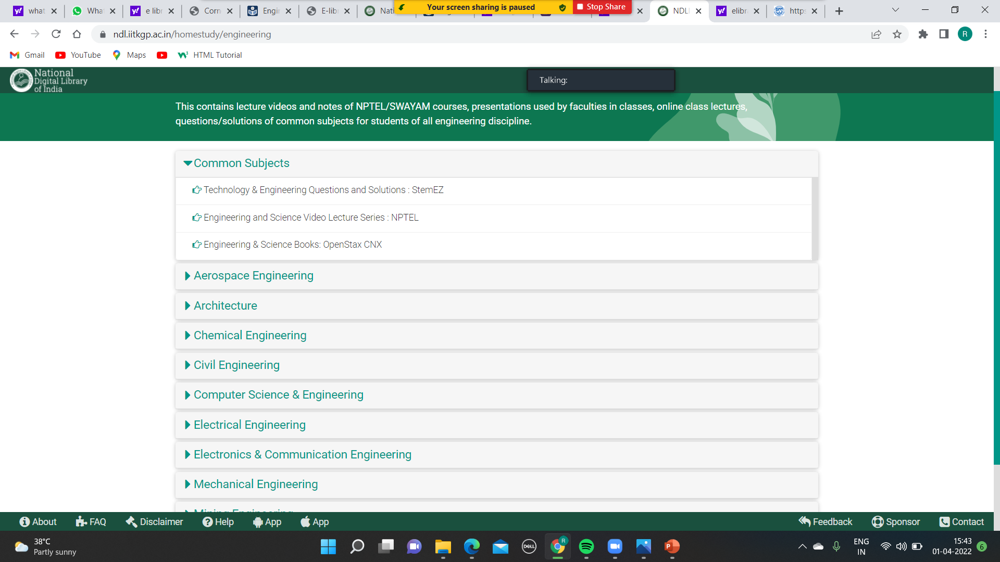 what
What
e libr
Corn
Engi
E-lib
Nati
Your screen sharing is paused
Stop Share
NDLI
elibr
https
ndl.iitkgp.ac.in/homestudy/engineering
R
Gmail
YouTube
Maps
HTML Tutorial
National
Digital Library
of India
Talking:
This contains lecture videos and notes of NPTEL/SWAYAM courses, presentations used by faculties in classes, online class lectures,
questions/solutions of common subjects for students of all engineering discipline.
Common Subjects
Technology & Engineering Questions and Solutions : StemEZ
Engineering and Science Video Lecture Series : NPTEL
Engineering & Science Books: OpenStax CNX
Aerospace Engineering
Architecture
Chemical Engineering
Civil Engineering
Computer Science & Engineering
Electrical Engineering
Electronics & Communication Engineering
Mechanical Engineering
Mining Engineering
About
FAQ
Disclaimer
Help
App
App
Feedback
Sponsor
Contact
38°C
Partly sunny
DELL
R
P
ENG
IN
15:43
01-04-2022
6